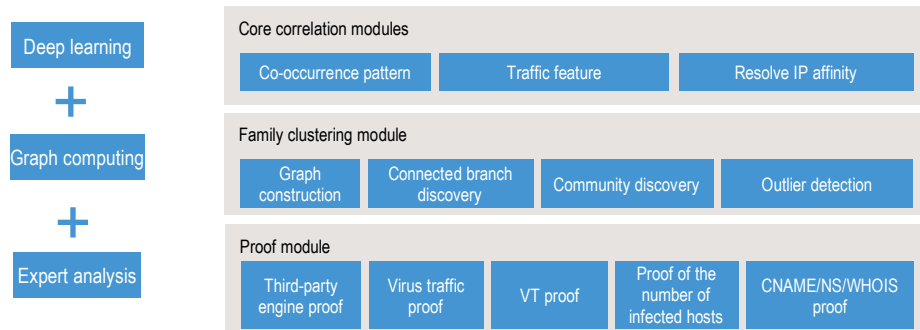 Deep learning
+
Graph computing
+
Expert analysis
Core correlation modules
Co-occurrence pattern
Traffic feature
Resolve IP affinity
Family clustering module
Graph
construction
Connected branch
discovery
Community discovery
Outlier detection
Proof module
Third-party
engine proof
Virus traffic
proof
VT proof
Proof of the
number of
infected hosts
CNAME/NS/WHOIS
proof